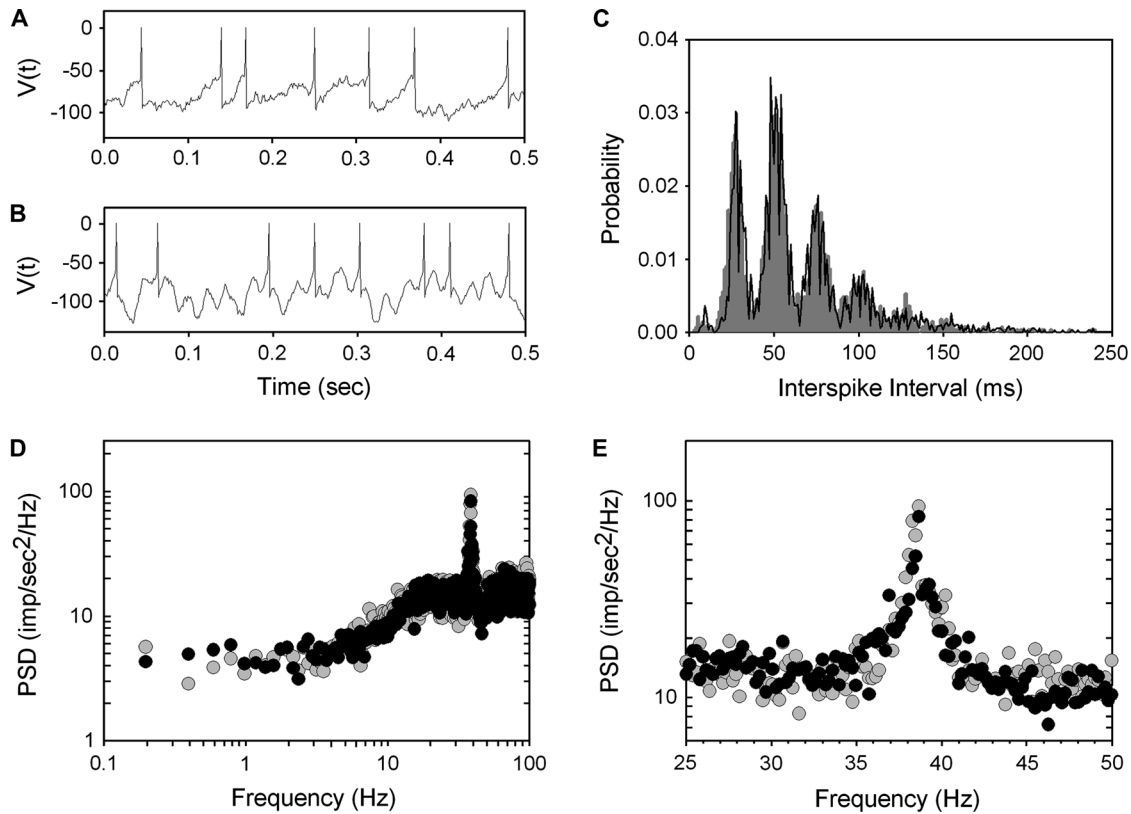 A
V(t)
0
-50
-100
0.0 0.1 0.2 0.3 0.4 0.5
B
V(t)
0
-50
-100
0.0 0.1 0.2 0.3 0.4 0.5
Time (sec)
C
Probability
0.04
0.03
0.02
0.01
0.00
0 50 100 150 200 250
Interspike Interval (ms)
D
PSD (imp/sec²/Hz)
100
10
1
0.1 1 10 100
Frequency (Hz)
E
PSD (imp/sec²/Hz)
100
10
25 30 35 40 45 50
Frequency (Hz)